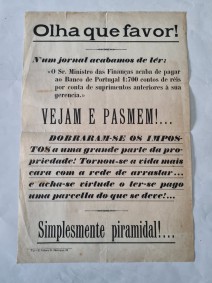 Olha que favor!
N'um jornal acabamos de lêr:
«O Sr. Ministro das Finanças acaba de pagar
ao Banco de Portugal 1:700 contos de réis
por conta de suprimentos anteriores à sua
gerencia.»
VEJAM E PASMEM!...
DOBRARAM-SE OS IMPOS-
TOS a uma grande parte da pro-
priedade! Tornou-se a vida mais
cara com a rede de arrastar...
e acha-se virtude o ter-se pago
uma parcella do que se deve!...
Simplesmente piramidal!...